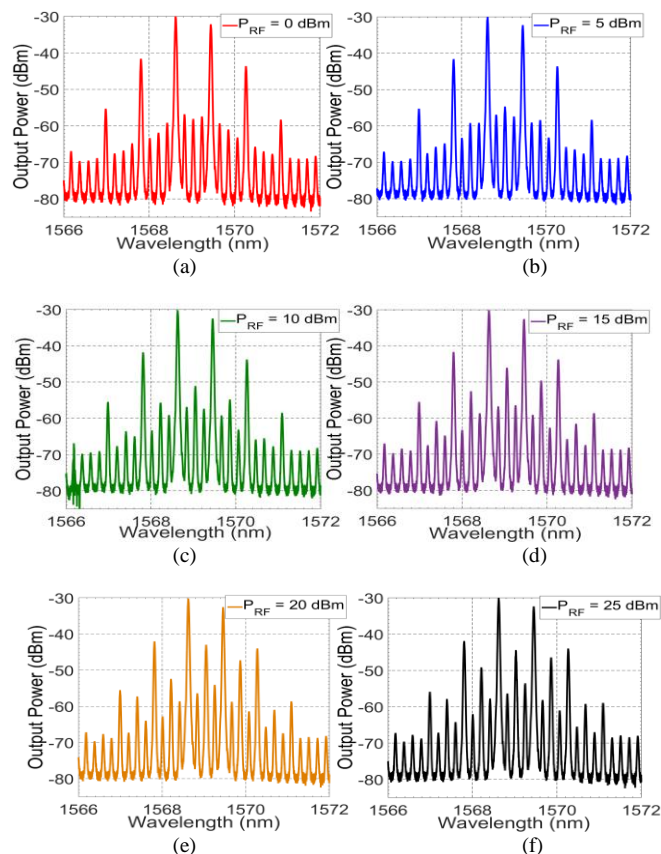 P_RF = 0 dBm
P_RF = 5 dBm
Output Power (dBm)
-30
-40
-50
-60
-70
-80
1566
1568
1570
1572
Wavelength (nm)
(a)
Output Power (dBm)
-30
-40
-50
-60
-70
-80
1566
1568
1570
1572
Wavelength (nm)
(b)
P_RF = 10 dBm
P_RF = 15 dBm
Output Power (dBm)
-30
-40
-50
-60
-70
-80
1566
1568
1570
1572
Wavelength (nm)
(c)
Output Power (dBm)
-30
-40
-50
-60
-70
-80
1566
1568
1570
1572
Wavelength (nm)
(d)
P_RF = 20 dBm
P_RF = 25 dBm
Output Power (dBm)
-30
-40
-50
-60
-70
-80
1566
1568
1570
1572
Wavelength (nm)
(e)
Output Power (dBm)
-30
-40
-50
-60
-70
-80
1566
1568
1570
1572
Wavelength (nm)
(f)